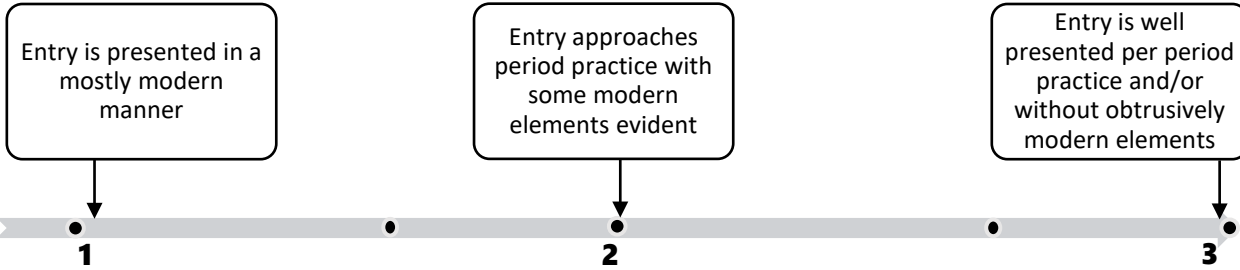 Entry is presented in a
mostly modern
manner
Entry approaches
period practice with
some modern
elements evident
Entry is well
presented per period
practice and/or
without obtrusively
modern elements
1
2
3